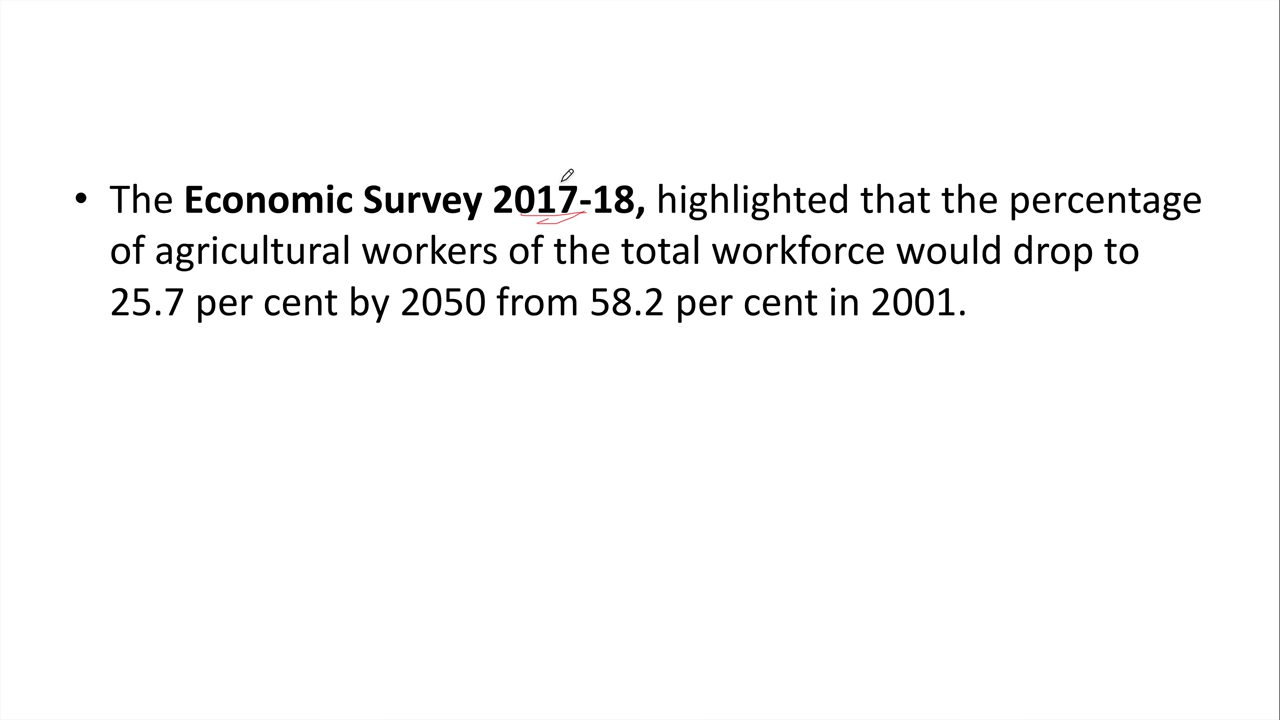 • The Economic Survey 2017-18, highlighted that the percentage
of agricultural workers of the total workforce would drop to
25.7 per cent by 2050 from 58.2 per cent in 2001.